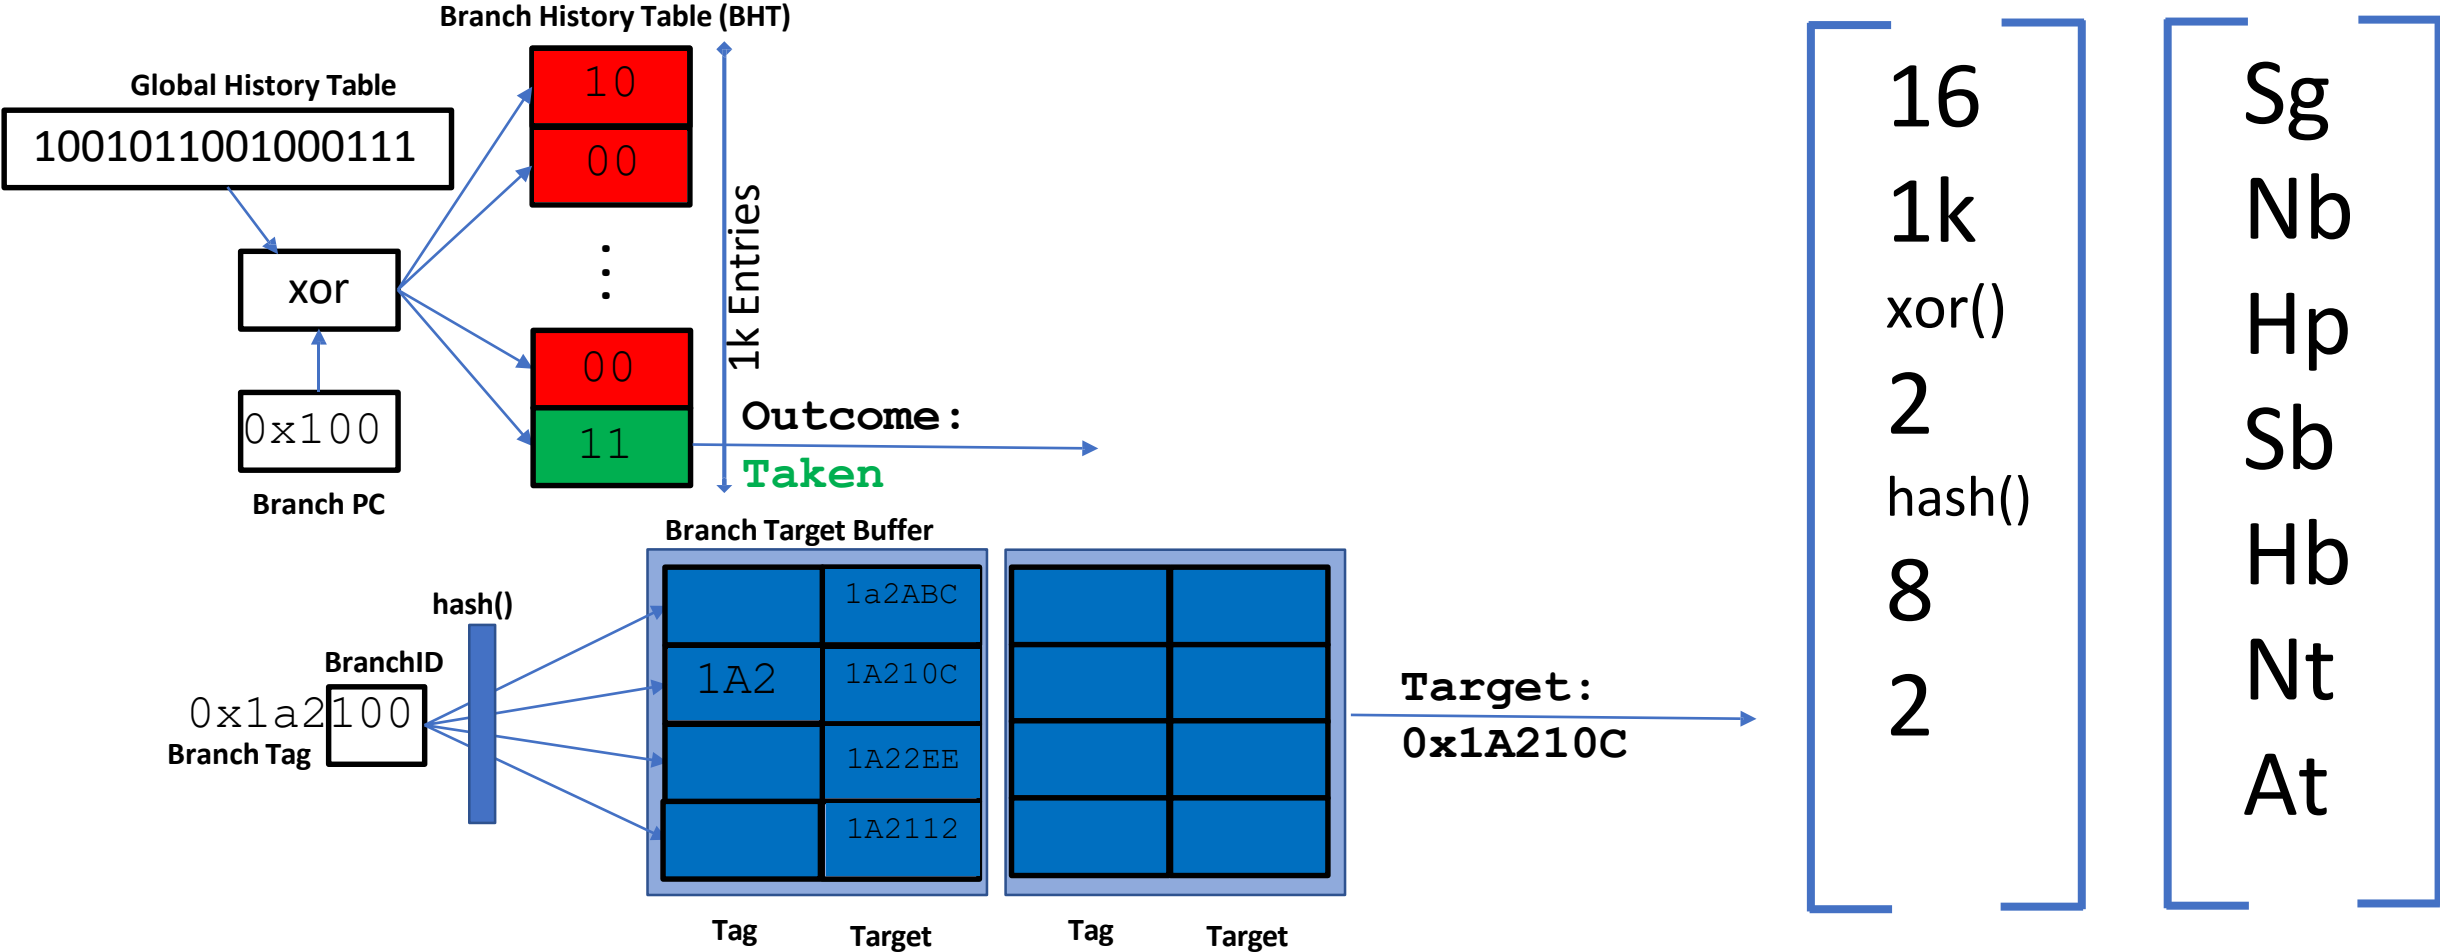 Branch History Table (BHT)
Global History Table
1001011001000111
10
00
xor
1k Entries
0x100
Branch PC
00
11
Outcome:
Taken
Branch Target Buffer
hash()
BranchID
0x1a2100
Branch Tag
1a2ABC
1A2
1A210C
1A22EE
1A2112
Tag
Target
Tag
Target
Target:
0x1A210C
16
1k
xor()
2
hash()
8
2
Sg
Nb
Hp
Sb
Hb
Nt
At